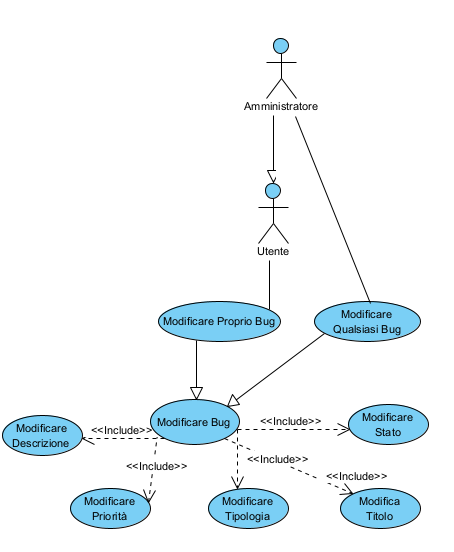 Amministratore
Utente
Modificare Proprio Bug
Modificare
Qualsiasi Bug
Modificare Bug
<<Include>>
Modificare
Stato
<<Include>>
Modificare
Descrizione
<<Include>>
<<Include>>
<<Include>>
Modificare
Priorità
Modificare
Tipologia
Modifica
Titolo